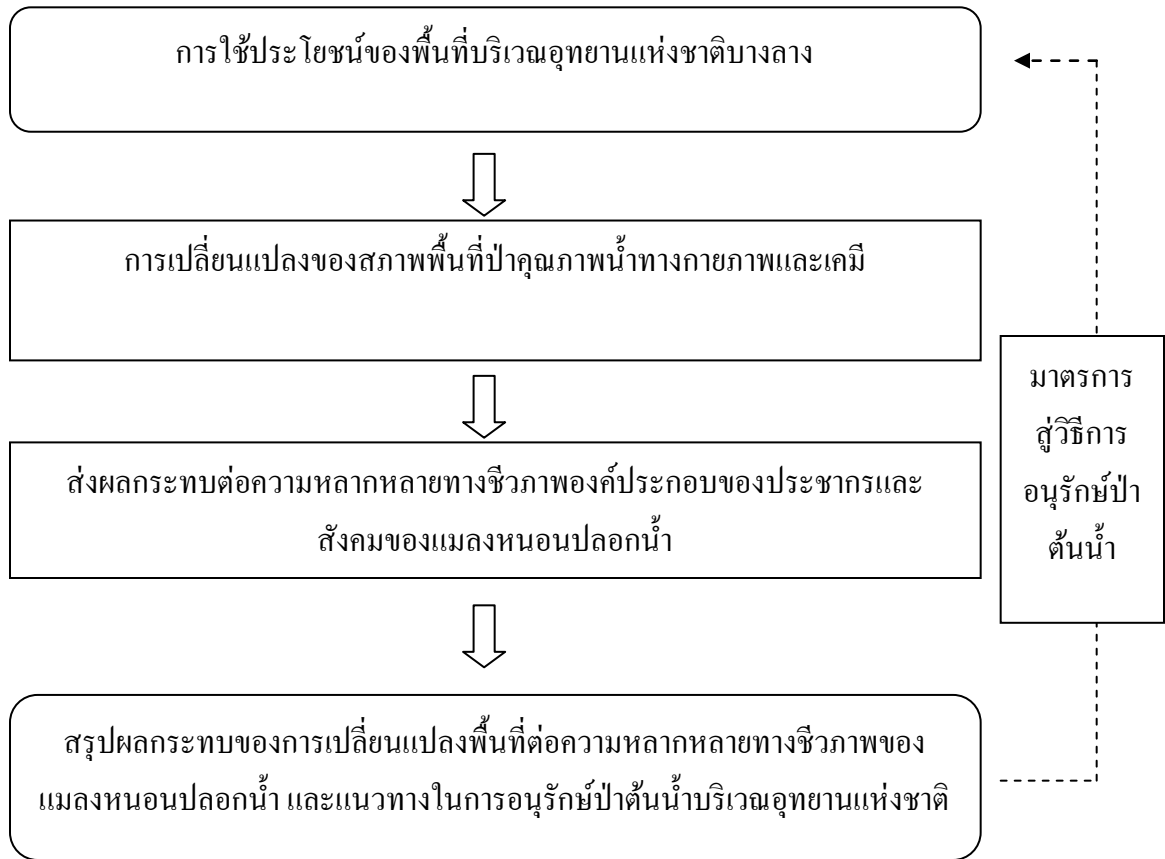 การใช้ประโยชน์ของพื้นที่บริเวณอุทยานแห่งชาติบางลาง
การเปลี่ยนแปลงของสภาพพื้นที่ป่าคุณภาพน้ำทางกายภาพและเคมี
ส่งผลกระทบต่อความหลากหลายทางชีวภาพองค์ประกอบของประชากรและ
สังคมของแมลงหนอนปลอกน้ำ
สรุปผลกระทบของการเปลี่ยนแปลงพื้นที่ต่อความหลากหลายทางชีวภาพของ
แมลงหนอนปลอกน้ำ และแนวทางในการอนุรักษ์ป่าต้นน้ำบริเวณอุทยานแห่งชาติ
มาตรการ
สู่วิธีการ
อนุรักษ์ป่า
ต้นน้ำ